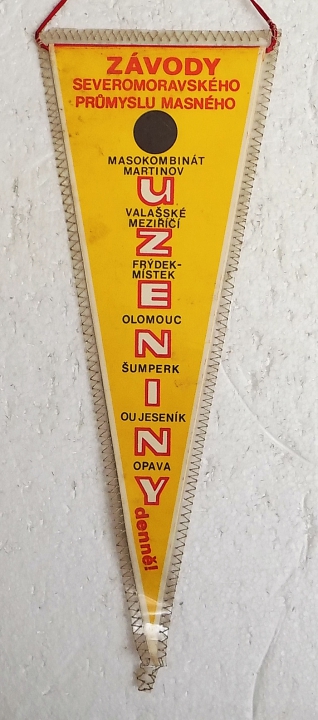 ZÁVODY
SEVEROMORAVSKÉHO
PRŮMYSLU MASNÉHO
MASOKOMBINÁT
MARTINOV
U
VALAŠSKÉ
MEZIŘÍČÍ
Z
FRÝDEK-
MÍSTEK
E
OLOMOUC
N
ŠUMPERK
I
OU JESENÍK
N
OPAVA
Y
denně!